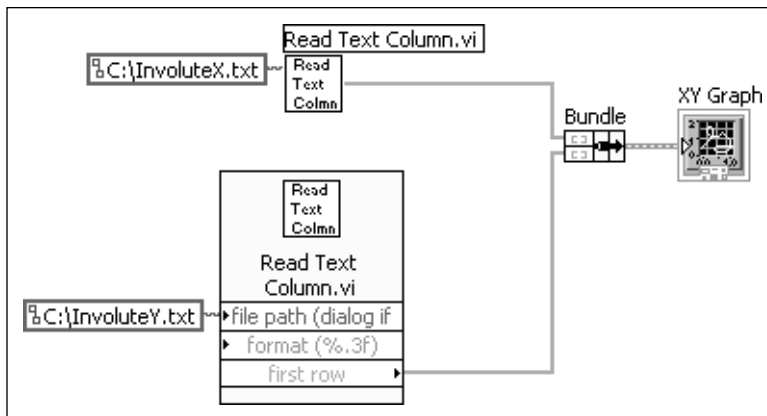 Read Text Column.vi
C:\InvoluteX.txt
Read
Text
Colmn
XY Graph
Bundle
Read
Text
Colmn
Read Text
Column.vi
C:\InvoluteY.txt
file path (dialog if
format (%.3f)
first row